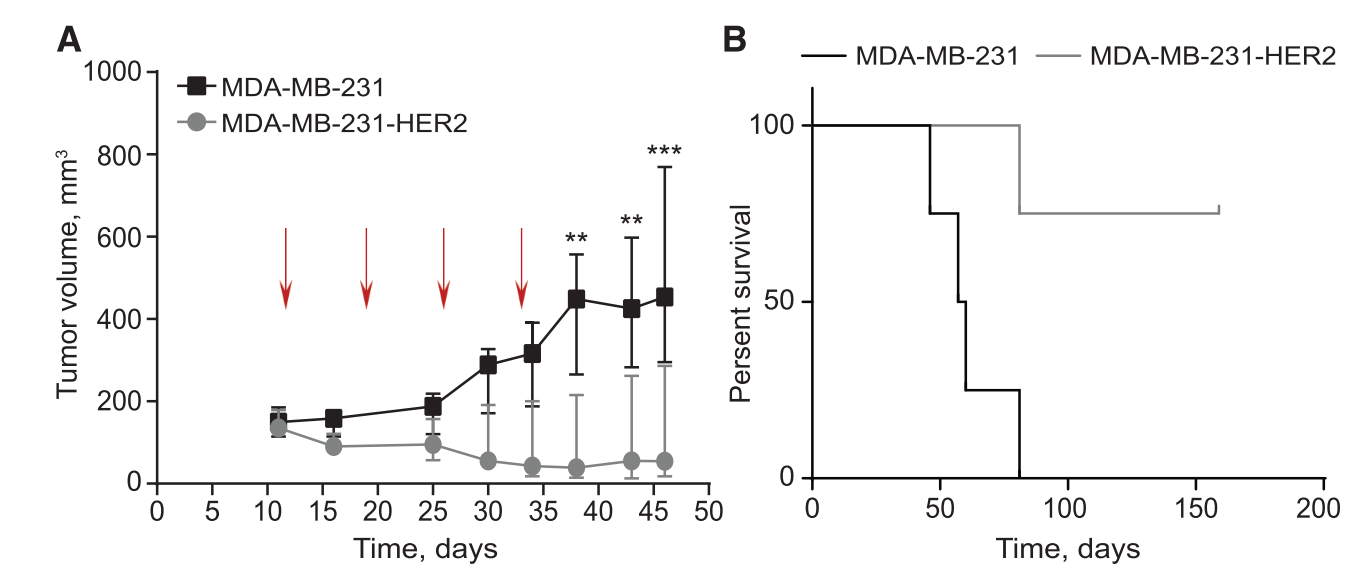 A
1000
800
600
400
200
0
Tumor volume, mm³
MDA-MB-231
MDA-MB-231-HER2
**
**
***
0 5 10 15 20 25 30 35 40 45 50
Time, days
B
MDA-MB-231 MDA-MB-231-HER2
100
50
0
Persent survival
0 50 100 150 200
Time, days